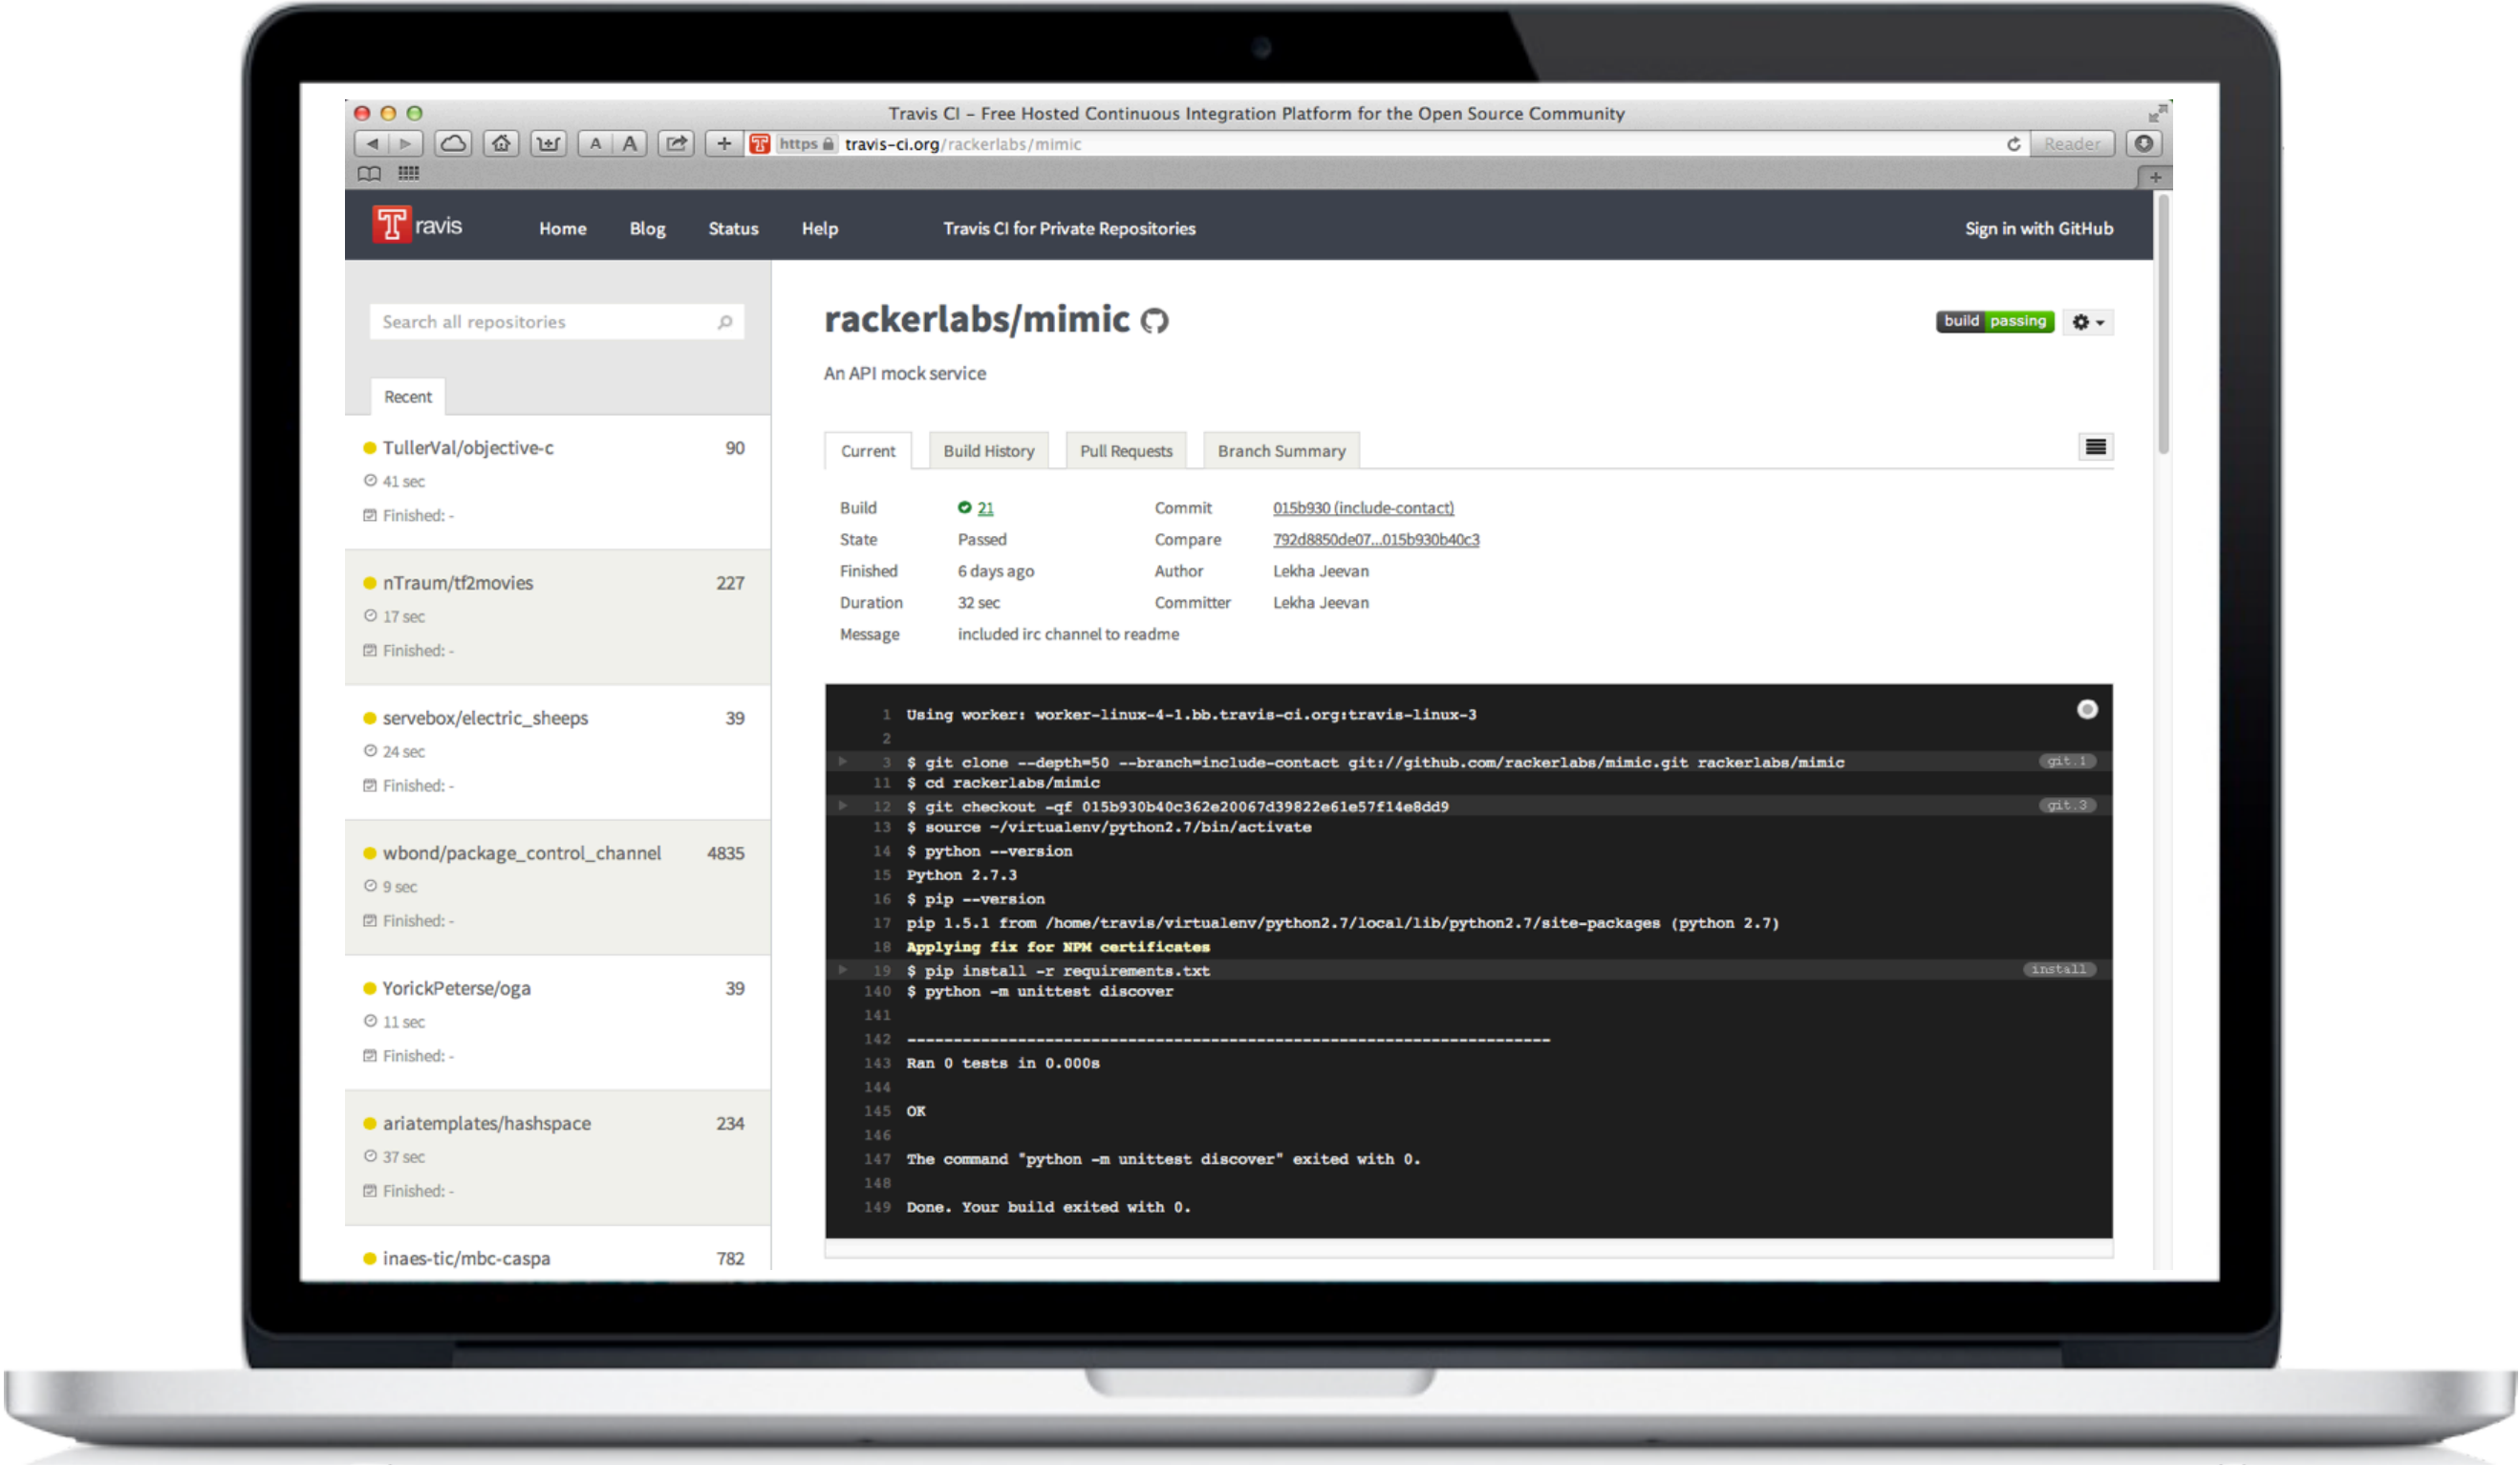 Travis CI – Free Hosted Continuous Integration Platform for the Open Source Community
A A + T https travis-ci.org/rackerlabs/mimic Reader
+
Travis Home Blog Status Help Travis CI for Private Repositories Sign in with GitHub
Search all repositories
Recent
TullerVal/objective-c 90
41 sec
Finished: -
nTraum/tf2movies 227
17 sec
Finished: -
servebox/electric_sheeps 39
24 sec
Finished: -
wbond/package_control_channel 4835
9 sec
Finished: -
YorickPeterse/oga 39
11 sec
Finished: -
ariatemplates/hashspace 234
37 sec
Finished: -
inaes-tic/mbc-caspa 782
rackerlabs/mimic
build passing
An API mock service
Current Build History Pull Requests Branch Summary
Build 21 Commit 015b930 (include-contact)
State Passed Compare 792d8850de07...015b930b40c3
Finished 6 days ago Author Lekha Jeevan
Duration 32 sec Committer Lekha Jeevan
Message included irc channel to readme
1 Using worker: worker-linux-4-1.bb.travis-ci.org:travis-linux-3
2
3 $ git clone --depth=50 --branch=include-contact git://github.com/rackerlabs/mimic.git rackerlabs/mimic git.1
11 $ cd rackerlabs/mimic
12 $ git checkout -qf 015b930b40c362e20067d39822e61e57f14e8dd9 git.3
13 $ source ~/virtualenv/python2.7/bin/activate
14 $ python --version
15 Python 2.7.3
16 $ pip --version
17 pip 1.5.1 from /home/travis/virtualenv/python2.7/local/lib/python2.7/site-packages (python 2.7)
18 Applying fix for NPM certificates
19 $ pip install -r requirements.txt install
140 $ python -m unittest discover
141
142 ----------------------------------------------------------------------
143 Ran 0 tests in 0.000s
144
145 OK
146
147 The command "python -m unittest discover" exited with 0.
148
149 Done. Your build exited with 0.